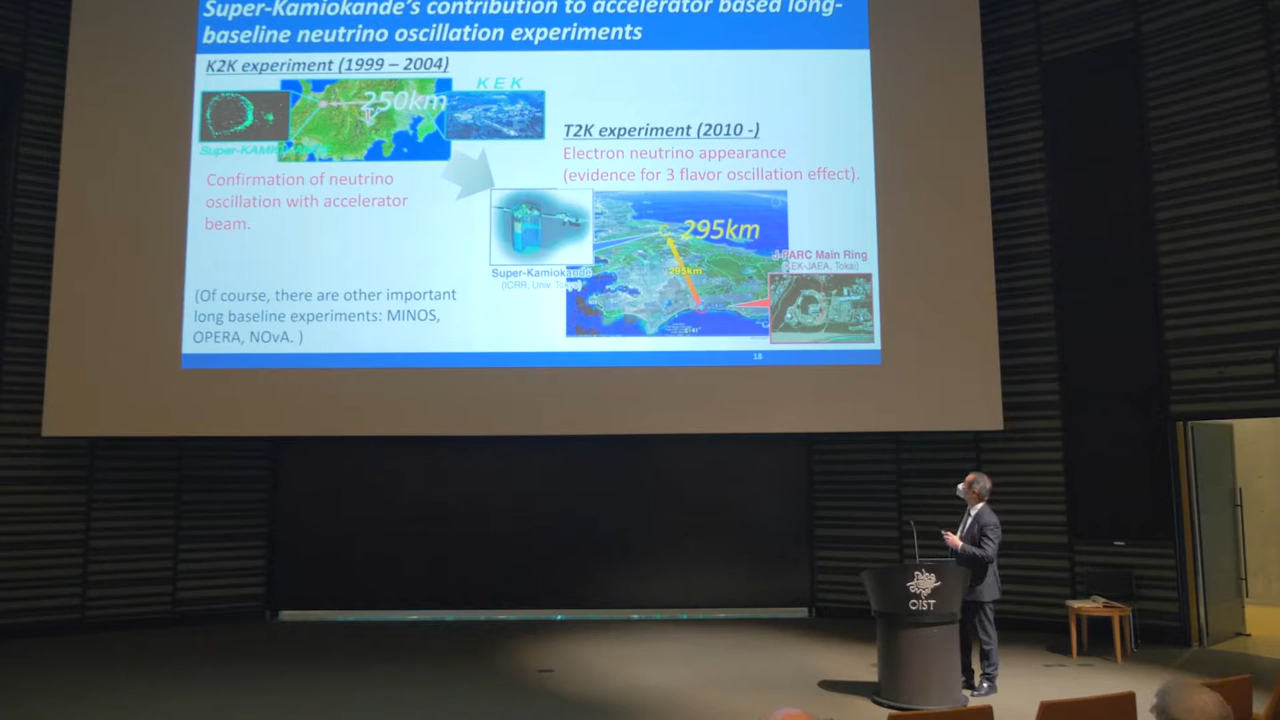 Super-Kamiokande's contribution to accelerator based long-
baseline neutrino oscillation experiments
K2K experiment (1999 – 2004)
KEK
250km
Super-KAMIOKANDE
Confirmation of neutrino
oscillation with accelerator
beam.
T2K experiment (2010 -)
Electron neutrino appearance
(evidence for 3 flavor oscillation effect).
295km
295km
Super-Kamiokande
(ICRR, Univ. Tokyo)
J-PARC Main Ring
(KEK-JAEA, Tokai)
(Of course, there are other important
long baseline experiments: MINOS,
OPERA, NOvA. )
18
OIST